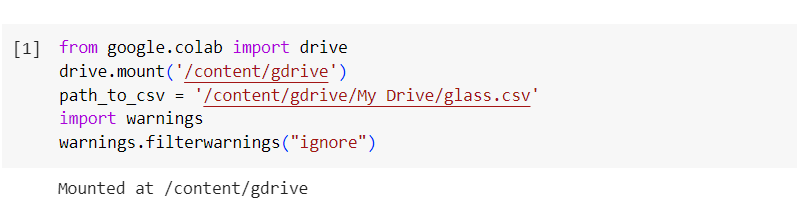 [1] from google.colab import drive
drive.mount('/content/gdrive')
path_to_csv = '/content/gdrive/My Drive/glass.csv'
import warnings
warnings.filterwarnings("ignore")
Mounted at /content/gdrive